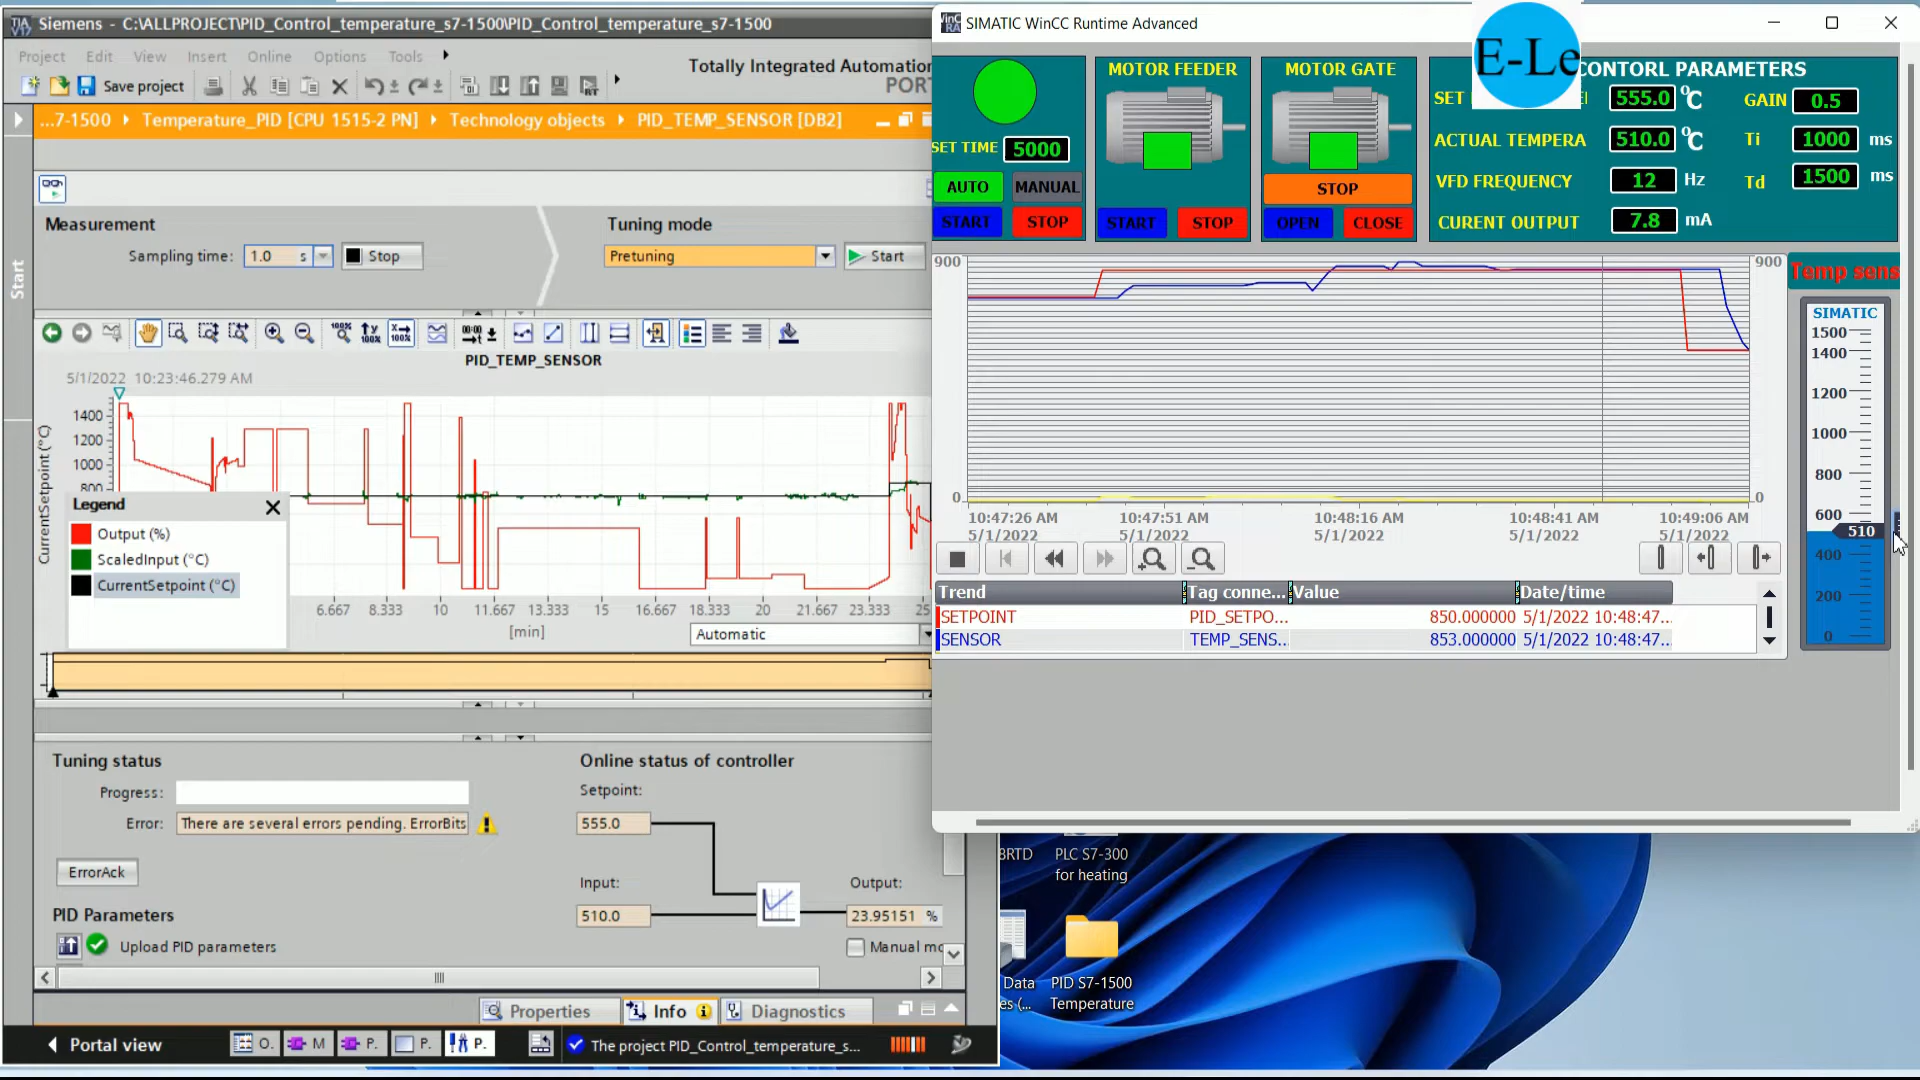 Siemens - C:\ALLPROJECT\PID_Control_temperature_s7-1500\PID_Control_temperature_s7-1500
Project Edit View Insert Online Options Tools
Save project
Totally Integrated Automation
PORT
...7-1500 Temperature_PID [CPU 1515-2 PN] Technology objects PID_TEMP_SENSOR [DB2]
Start
Measurement
Sampling time: 1.0 s Stop
Tuning mode
Pretuning Start
PID_TEMP_SENSOR
5/1/2022 10:23:46.279 AM
CurrentSetpoint (°C)
1400
1200
1000
800
Legend
Output (%)
ScaledInput (°C)
CurrentSetpoint (°C)
6.667 8.333 10 11.667 13.333 15 16.667 18.333 20 21.667 23.333 25
[min]
Automatic
Tuning status
Progress:
Error: There are several errors pending. ErrorBits
ErrorAck
PID Parameters
Upload PID parameters
Online status of controller
Setpoint:
555.0
Input:
510.0
Output:
23.95151 %
Manual mo
Properties Info Diagnostics
Portal view O. M P. P. P. The project PID_Control_temperature_s...
SIMATIC WinCC Runtime Advanced
E-Le
SET TIME 5000
AUTO MANUAL
START STOP
MOTOR FEEDER
START STOP
MOTOR GATE
STOP
OPEN CLOSE
CONTORL PARAMETERS
SET 555.0 °C GAIN 0.5
ACTUAL TEMPERA 510.0 °C Ti 1000 ms
VFD FREQUENCY 12 Hz Td 1500 ms
CURENT OUTPUT 7.8 mA
900 900
0 0
10:47:26 AM 10:47:51 AM 10:48:16 AM 10:48:41 AM 10:49:06 AM
5/1/2022 5/1/2022 5/1/2022 5/1/2022 5/1/2022
Trend Tag conne... Value Date/time
SETPOINT PID_SETPO... 850.000000 5/1/2022 10:48:47...
SENSOR TEMP_SENS... 853.000000 5/1/2022 10:48:47...
Temp sens
SIMATIC
1500
1400
1200
1000
800
600
510
400
200
0
BRTD
PLC S7-300
for heating
Data
es (...
PID S7-1500
Temperature